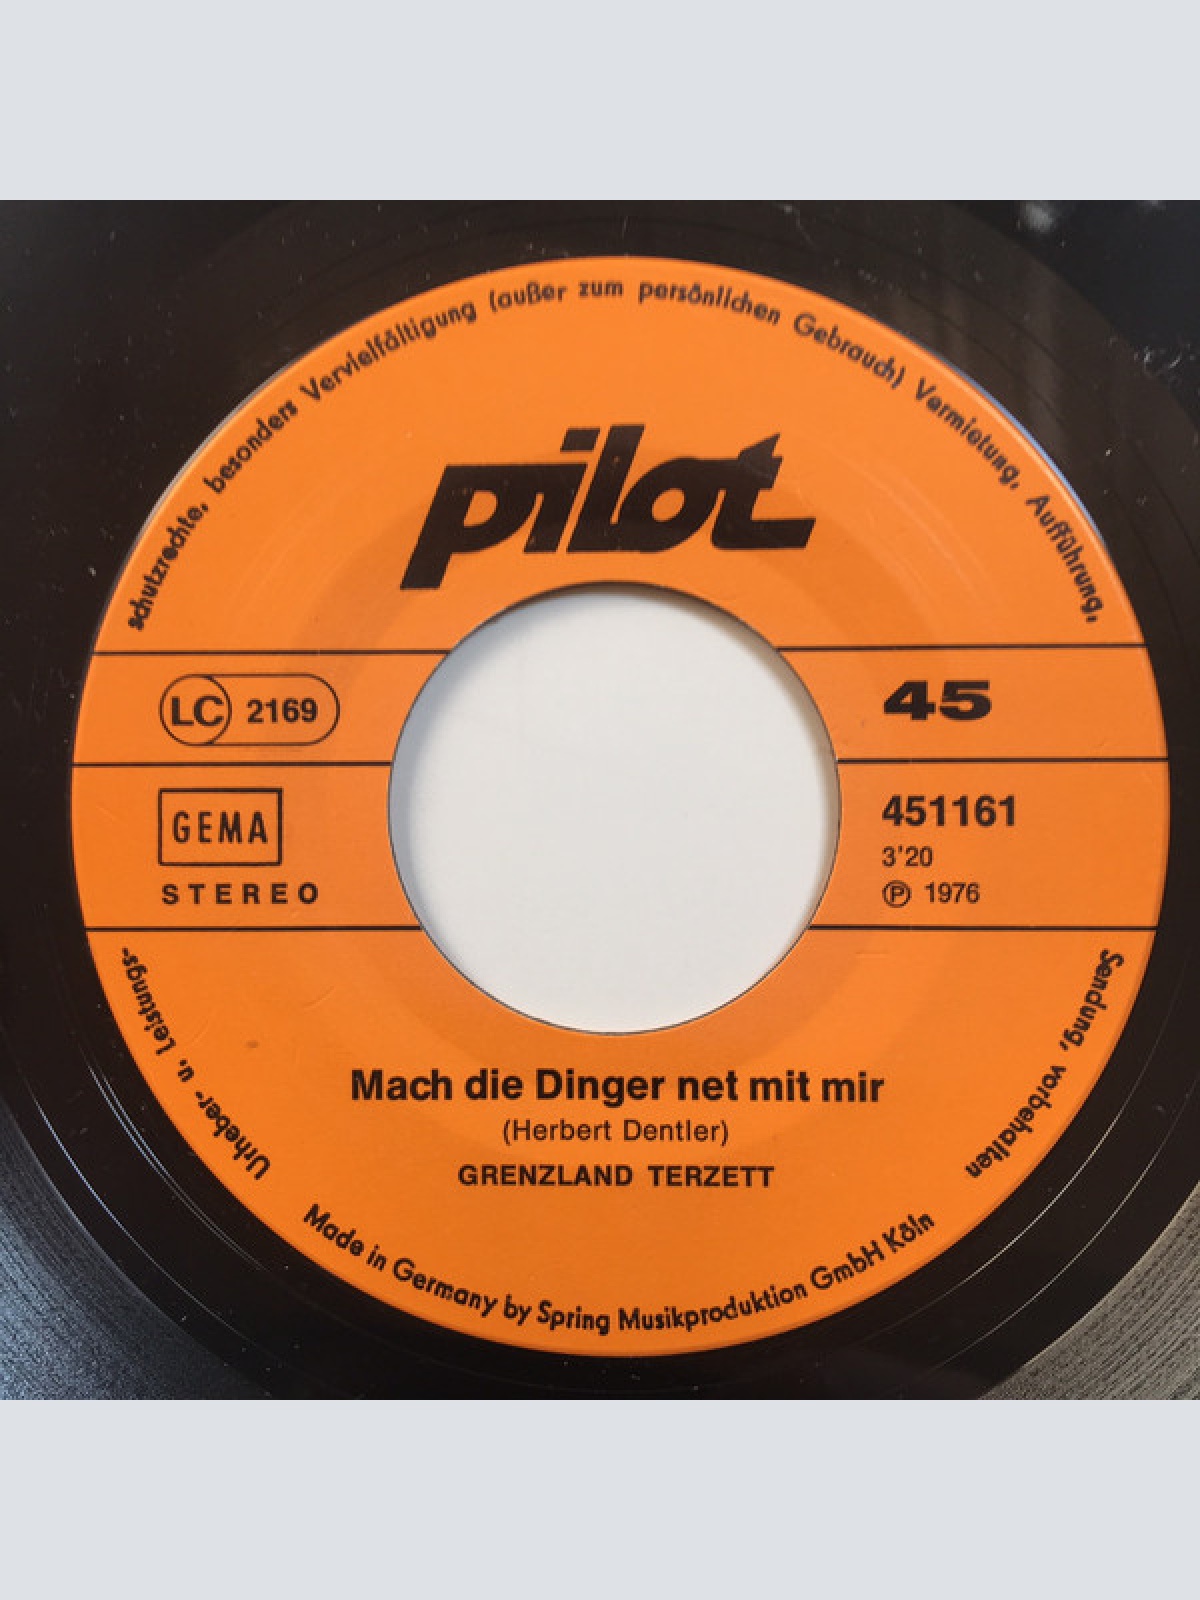 Urheber- u. Leistungs-
schutzrechte, besonders Vervielfältigung (außer zum persönlichen Gebrauch) Vermietung, Aufführung,
Sendung, vorbehalten
pilot
LC 2169
45
GEMA
STEREO
451161
3'20
Ⓟ 1976
Mach die Dinger net mit mir
(Herbert Dentler)
GRENZLAND TERZETT
Made in Germany by Spring Musikproduktion GmbH Köln